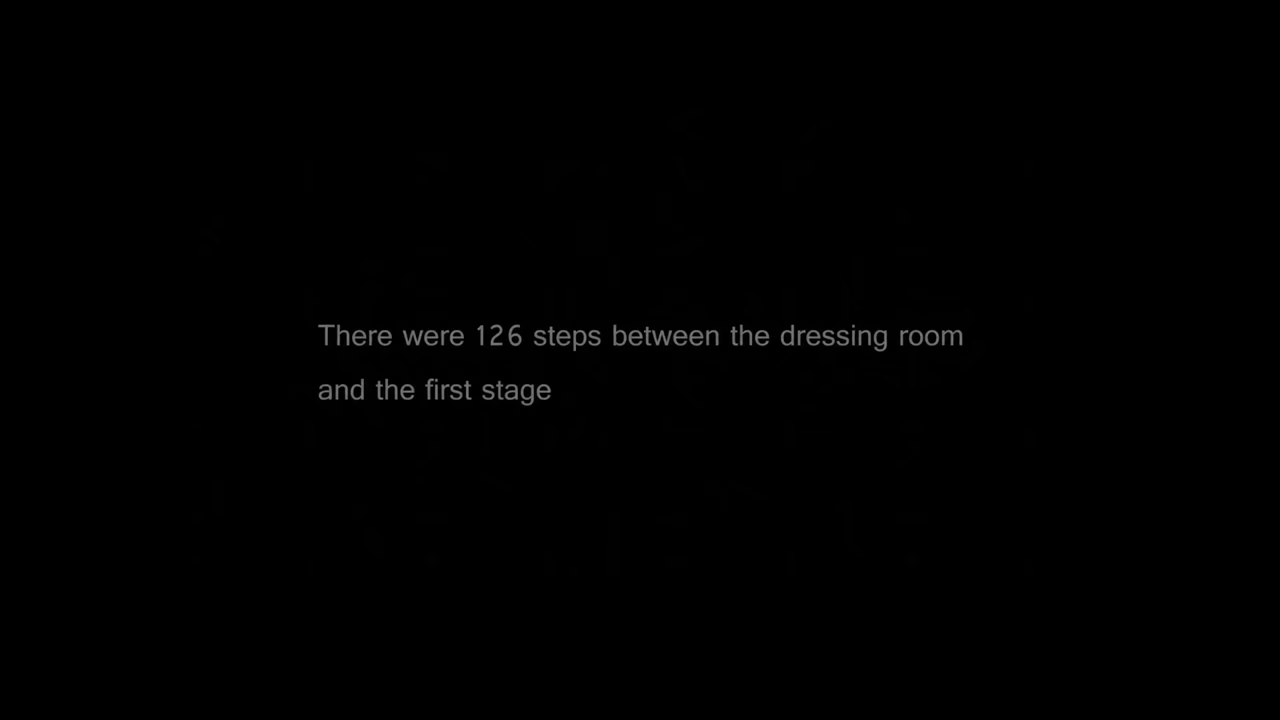 There were 126 steps between the dressing room
and the first stage